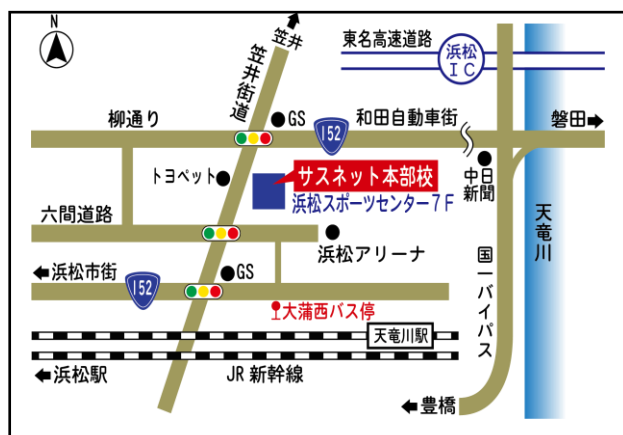 N
笠井
東名高速道路
浜松
IC
笠井街道
GS
柳通り
152
和田自動車街
磐田
トヨペット
サスネット本部校
浜松スポーツセンター7F
中日
新聞
六間道路
浜松アリーナ
天竜川
国一バイパス
浜松市街
GS
152
大蒲西バス停
天竜川駅
浜松駅
JR新幹線
豊橋